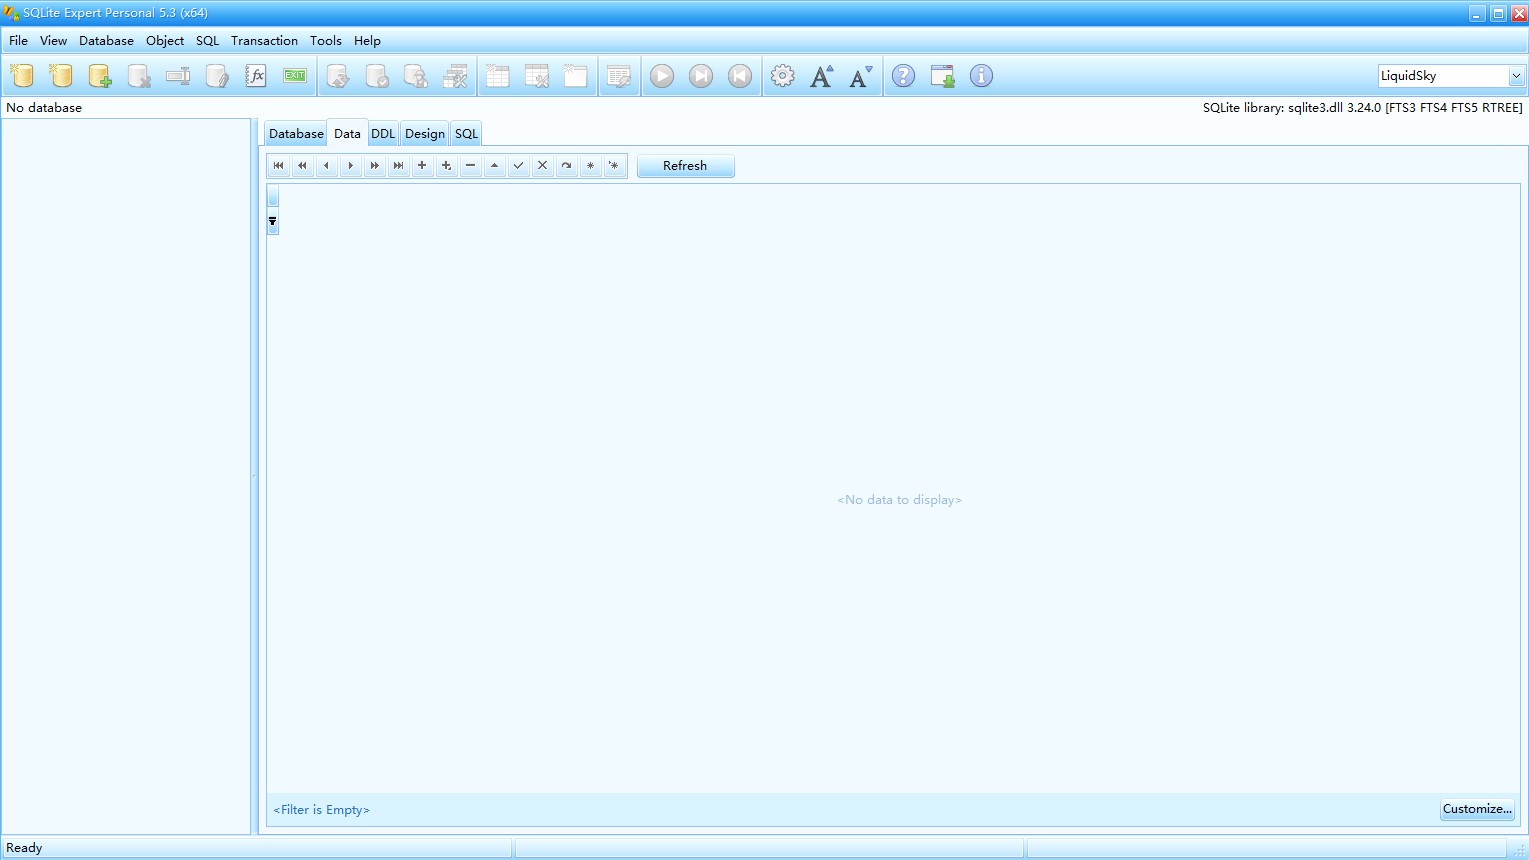 SQLite Expert Personal 5.3 (x64)
File View Database Object SQL Transaction Tools Help
fx EXIT A A ? i LiquidSky
No database SQLite library: sqlite3.dll 3.24.0 [FTS3 FTS4 FTS5 RTREE]
Database Data DDL Design SQL
Refresh
<No data to display>
<Filter is Empty>
Customize...
Ready